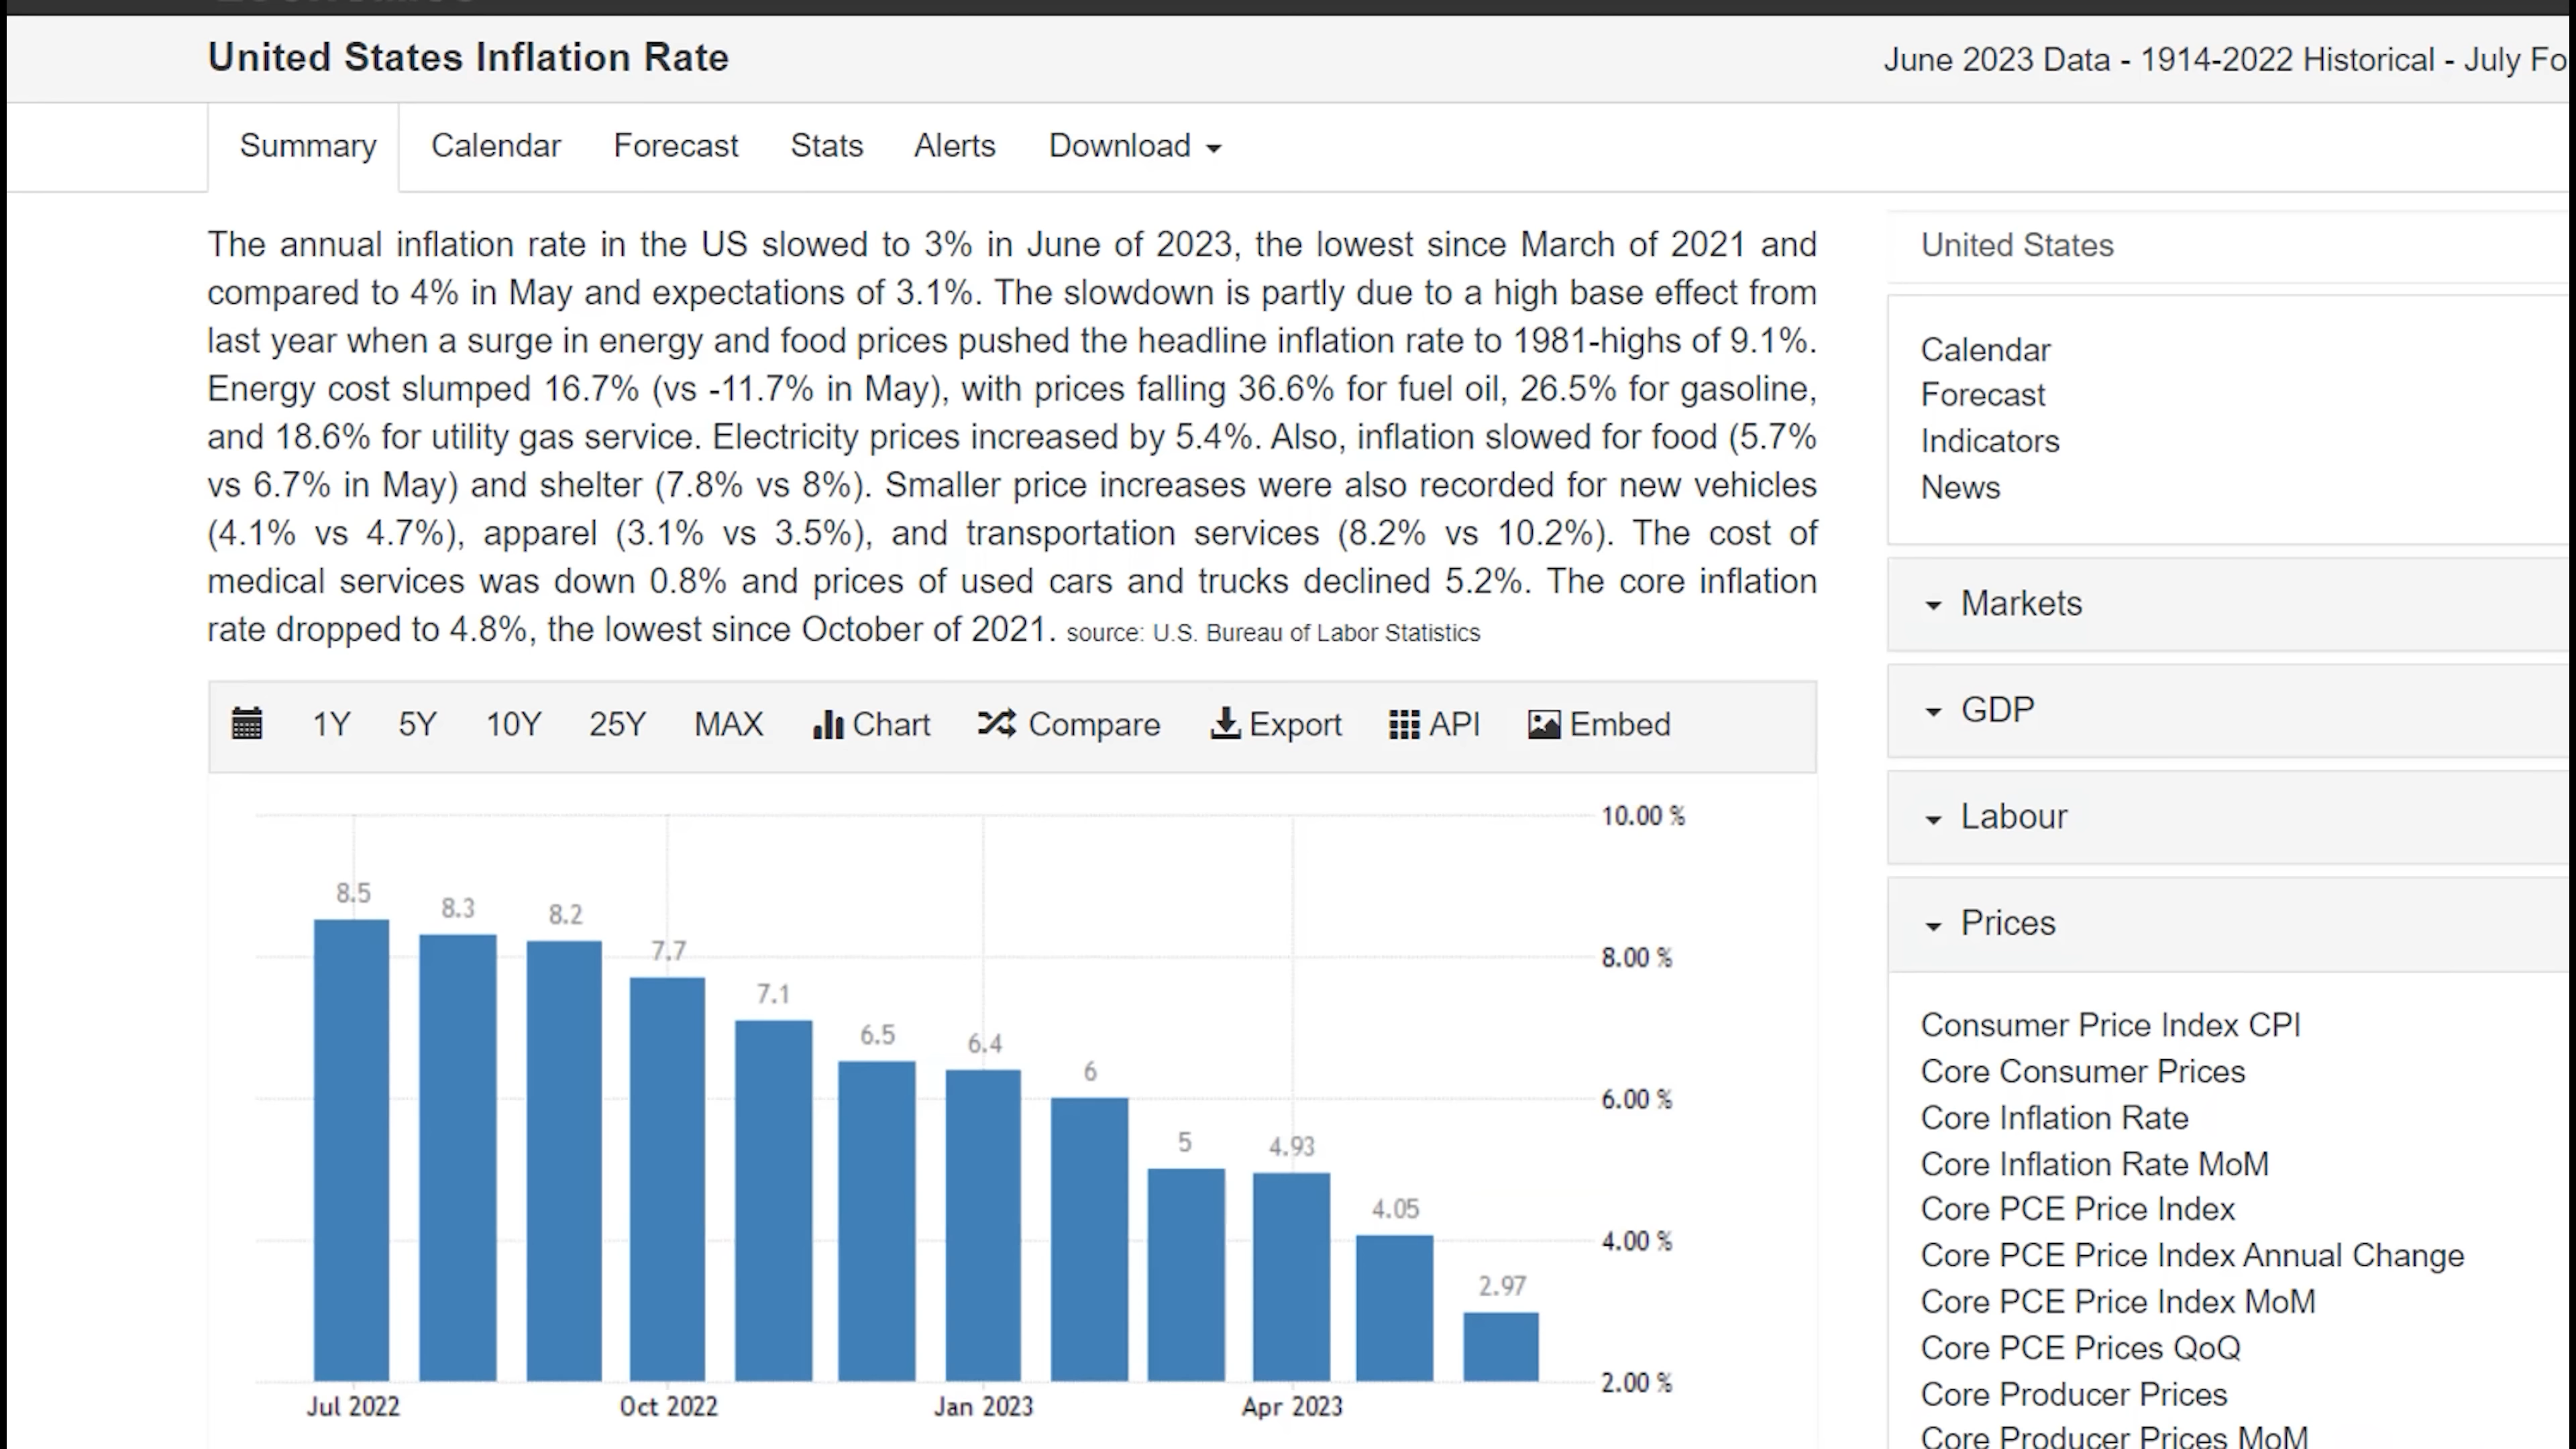 United States Inflation Rate
June 2023 Data - 1914-2022 Historical - July Fo
Summary
Calendar
Forecast
Stats
Alerts
Download
The annual inflation rate in the US slowed to 3% in June of 2023, the lowest since March of 2021 and
compared to 4% in May and expectations of 3.1%. The slowdown is partly due to a high base effect from
last year when a surge in energy and food prices pushed the headline inflation rate to 1981-highs of 9.1%.
Energy cost slumped 16.7% (vs -11.7% in May), with prices falling 36.6% for fuel oil, 26.5% for gasoline,
and 18.6% for utility gas service. Electricity prices increased by 5.4%. Also, inflation slowed for food (5.7%
vs 6.7% in May) and shelter (7.8% vs 8%). Smaller price increases were also recorded for new vehicles
(4.1% vs 4.7%), apparel (3.1% vs 3.5%), and transportation services (8.2% vs 10.2%). The cost of
medical services was down 0.8% and prices of used cars and trucks declined 5.2%. The core inflation
rate dropped to 4.8%, the lowest since October of 2021. source: U.S. Bureau of Labor Statistics
1Y
5Y
10Y
25Y
MAX
Chart
Compare
Export
API
Embed
10.00 %
8.00 %
6.00 %
4.00 %
2.00 %
8.5
8.3
8.2
7.7
7.1
6.5
6.4
6
5
4.93
4.05
2.97
Jul 2022
Oct 2022
Jan 2023
Apr 2023
United States
Calendar
Forecast
Indicators
News
Markets
GDP
Labour
Prices
Consumer Price Index CPI
Core Consumer Prices
Core Inflation Rate
Core Inflation Rate MoM
Core PCE Price Index
Core PCE Price Index Annual Change
Core PCE Price Index MoM
Core PCE Prices QoQ
Core Producer Prices
Core Producer Prices MoM